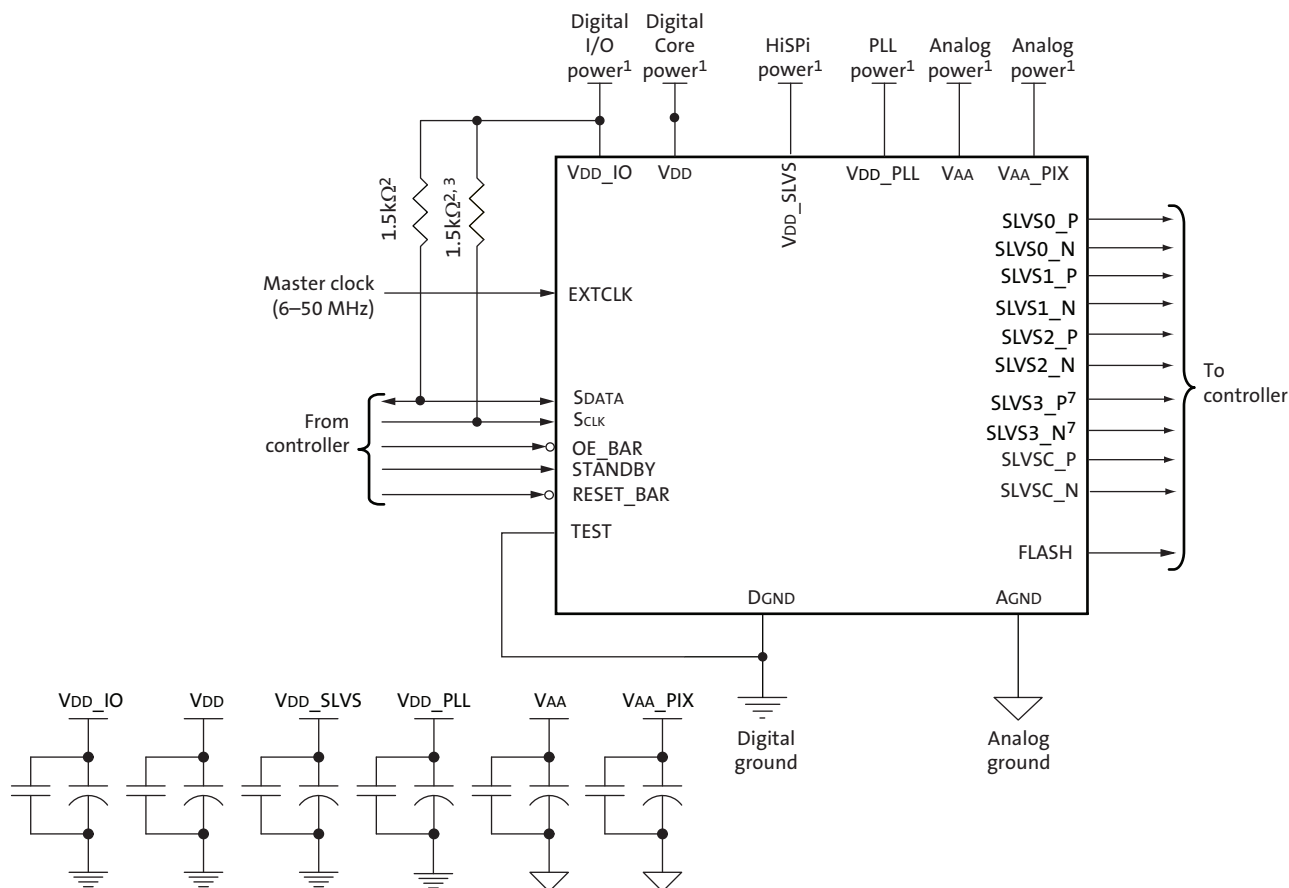 Digital
I/O
power1
Digital
Core
power1
HiSPi
power1
PLL
power1
Analog
power1
Analog
power1
VDD_IO
VDD
VDD_SLVS
VDD_PLL
VAA
VAA_PIX
1.5kΩ2
1.5kΩ2, 3
Master clock
(6–50 MHz)
EXTCLK
From
controller
SDATA
SCLK
OE_BAR
STANDBY
RESET_BAR
TEST
SLVS0_P
SLVS0_N
SLVS1_P
SLVS1_N
SLVS2_P
SLVS2_N
SLVS3_P7
SLVS3_N7
SLVSC_P
SLVSC_N
FLASH
To
controller
DGND
AGND
Digital
ground
Analog
ground
VDD_IO
VDD
VDD_SLVS
VDD_PLL
VAA
VAA_PIX